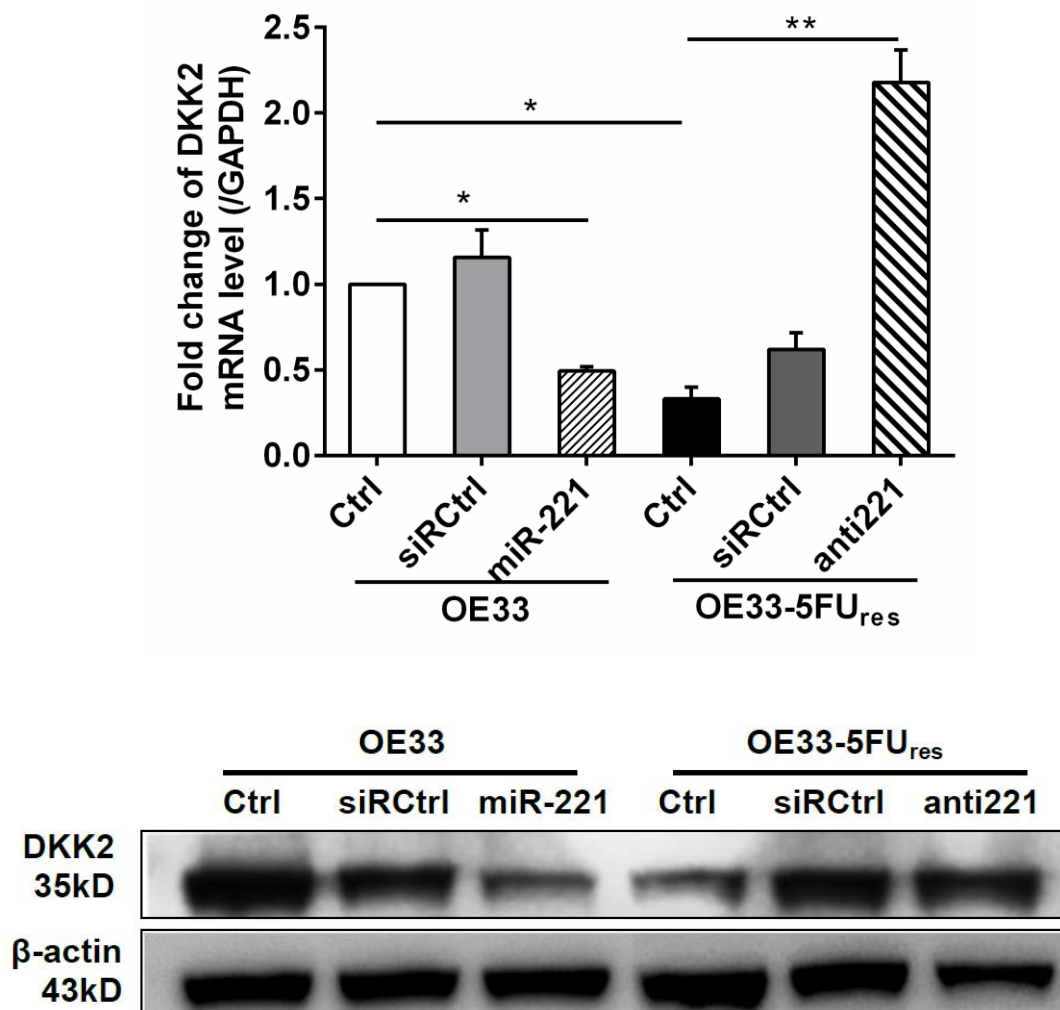 Fold change of DKK2
mRNA level (/GAPDH)
2.5
2.0
1.5
1.0
0.5
0.0
*
*
**
Ctrl
siRCtrl
miR-221
Ctrl
siRCtrl
anti221
OE33
OE33-5FUres
OE33
OE33-5FUres
Ctrl siRCtrl miR-221 Ctrl siRCtrl anti221
DKK2
35kD
β-actin
43kD